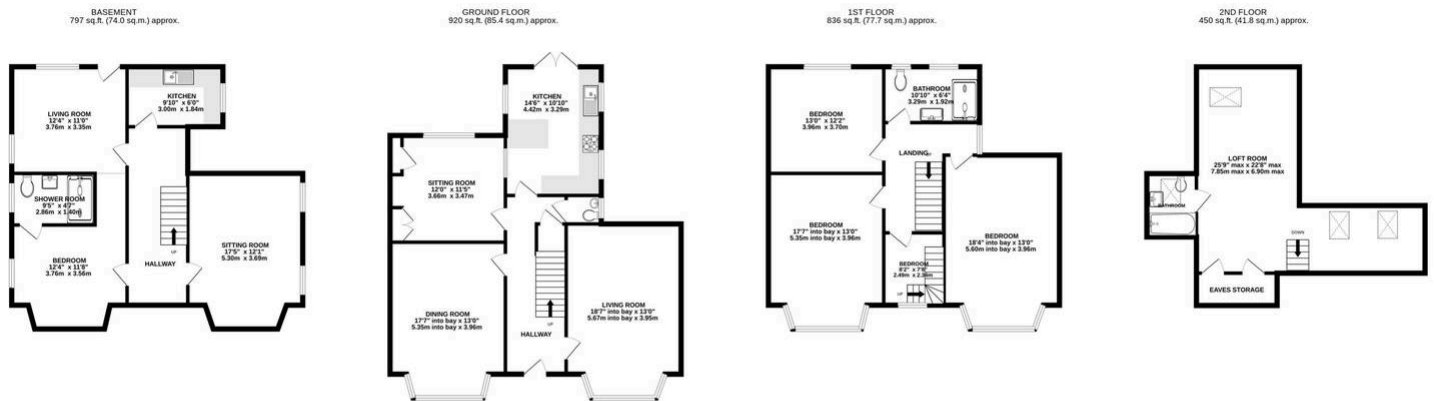 BASEMENT
797 sq.ft. (74.0 sq.m.) approx.
KITCHEN
9'10" x 6'0"
3.00m x 1.84m
LIVING ROOM
12'4" x 11'0"
3.76m x 3.35m
SHOWER ROOM
9'5" x 4'7"
2.86m x 1.40m
BEDROOM
12'4" x 11'8"
3.76m x 3.56m
UP
HALLWAY
SITTING ROOM
17'5" x 12'1"
5.30m x 3.69m
GROUND FLOOR
920 sq.ft. (85.4 sq.m.) approx.
KITCHEN
14'6" x 10'10"
4.42m x 3.29m
SITTING ROOM
12'0" x 11'5"
3.66m x 3.47m
DINING ROOM
17'7" into bay x 13'0"
5.35m into bay x 3.96m
UP
HALLWAY
LIVING ROOM
18'7" into bay x 13'0"
5.67m into bay x 3.95m
1ST FLOOR
836 sq.ft. (77.7 sq.m.) approx.
BEDROOM
13'0" x 12'2"
3.96m x 3.70m
BATHROOM
10'10" x 6'4"
3.29m x 1.92m
LANDING
BEDROOM
17'7" into bay x 13'0"
5.35m into bay x 3.96m
BEDROOM
18'4" into bay x 13'0"
5.60m into bay x 3.96m
BEDROOM
8'2" x
2.49m x
UP
2ND FLOOR
450 sq.ft. (41.8 sq.m.) approx.
LOFT ROOM
25'9" max x 22'8" max
7.85m max x 6.90m max
BATHROOM
DOWN
EAVES STORAGE